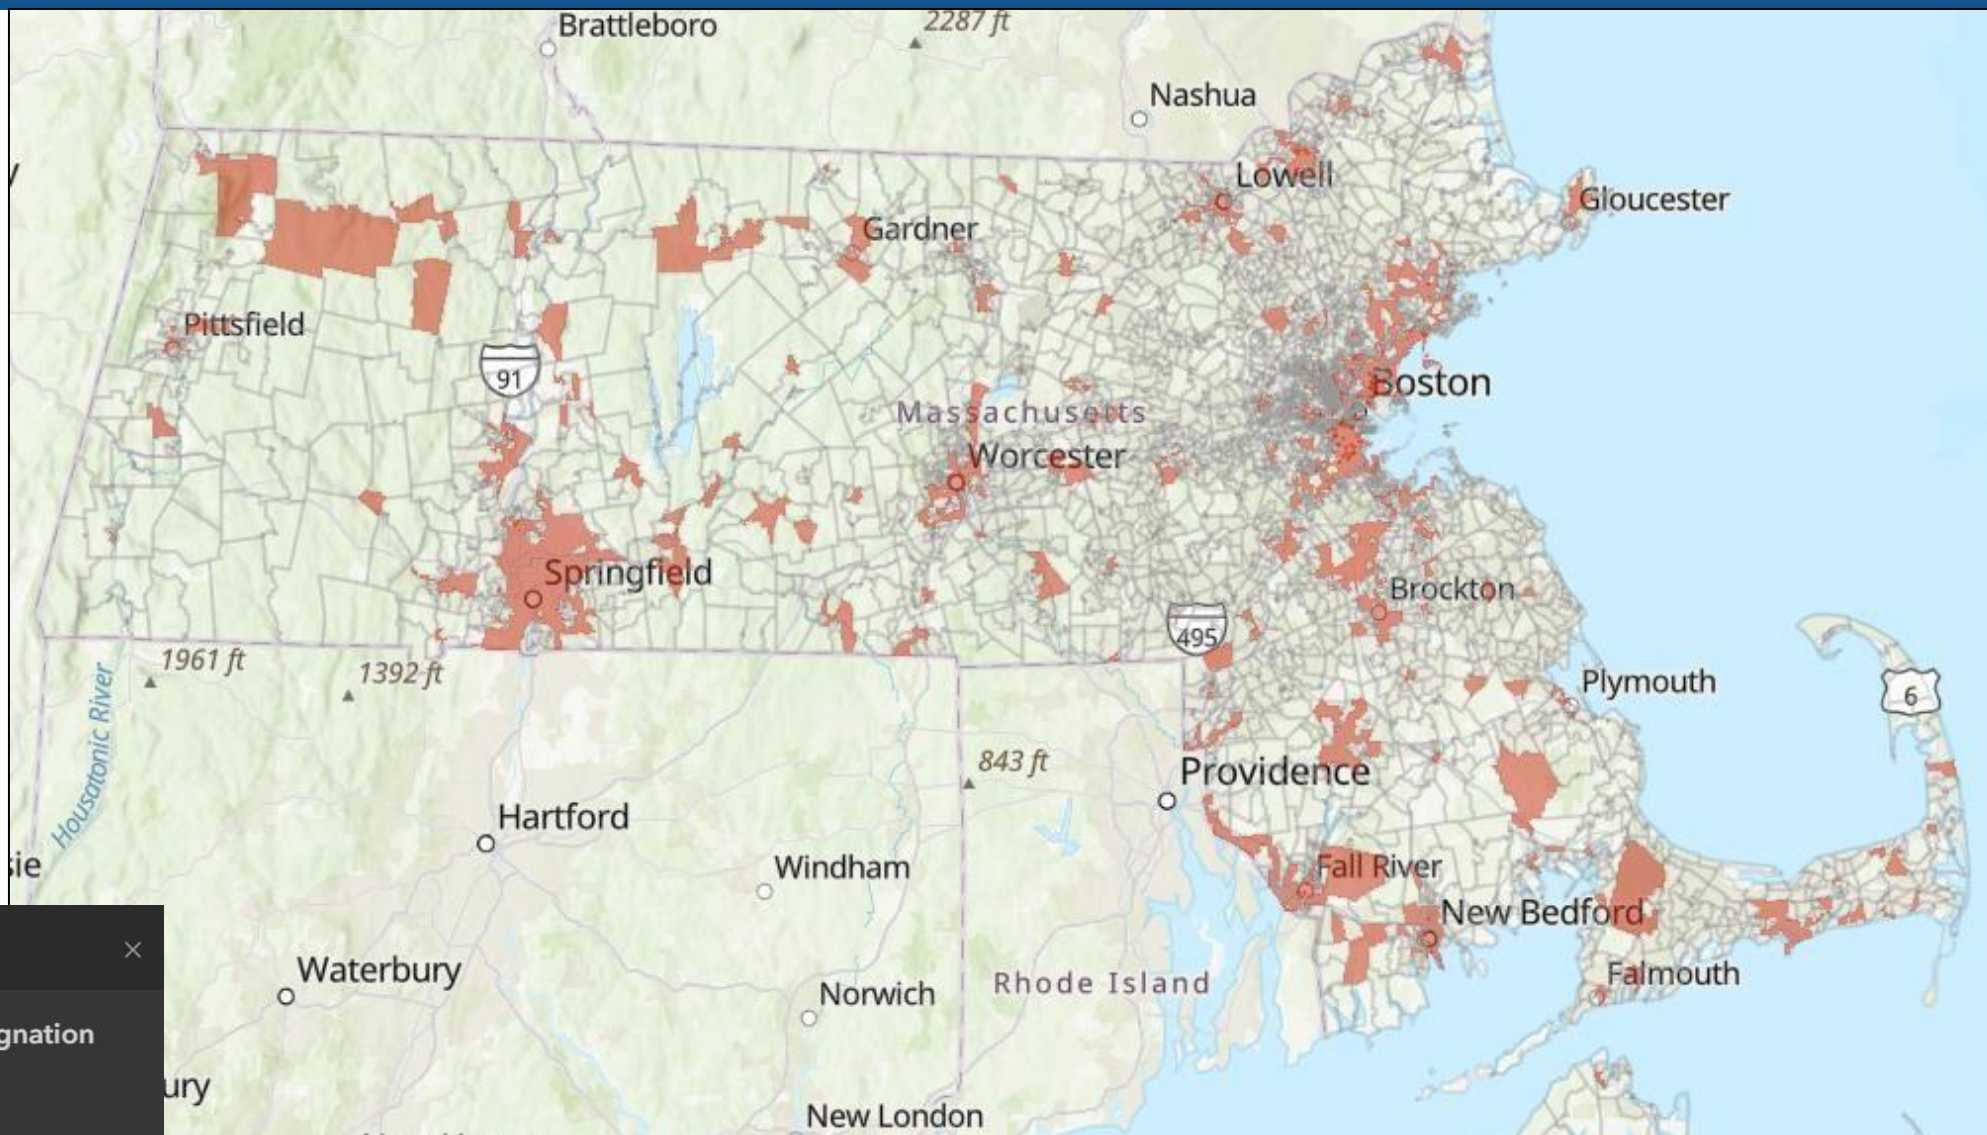 Brattleboro
2287 ft
Nashua
Lowell
Gloucester
Gardner
Pittsfield
91
Boston
Massachusetts
Worcester
Springfield
Brockton
495
1961 ft
1392 ft
Plymouth
6
Housatonic River
843 ft
Providence
Hartford
Fall River
Windham
New Bedford
Waterbury
Falmouth
Norwich
Rhode Island
gnation
ury
New London
sie
y